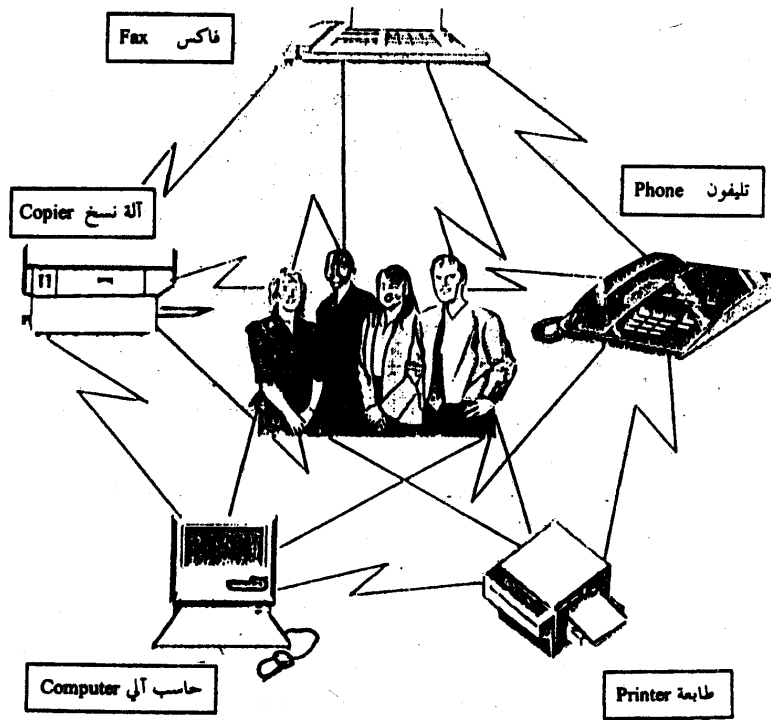 فاكس Fax
تليفون Phone
آلة نسخ Copier
حاسب آلي Computer
طابعة Printer